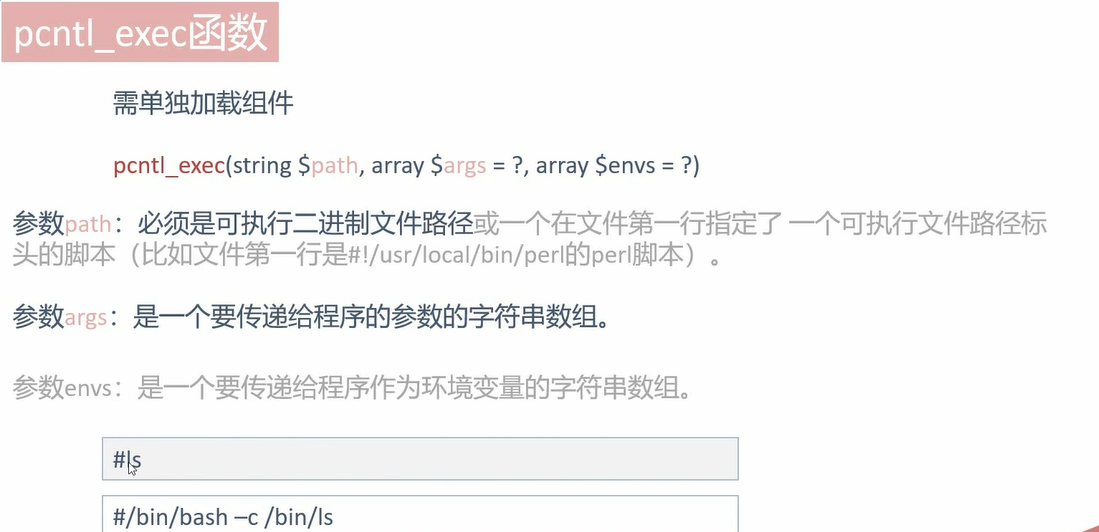 pcntl_exec函数
需单独加载组件
pcntl_exec(string $path, array $args = ?, array $envs = ?)
参数path：必须是可执行二进制文件路径或一个在文件第一行指定了 一个可执行文件路径标
头的脚本（比如文件第一行是#!/usr/local/bin/perl的perl脚本）。
参数args：是一个要传递给程序的参数的字符串数组。
参数envs：是一个要传递给程序作为环境变量的字符串数组。
#ls
#/bin/bash –c /bin/ls